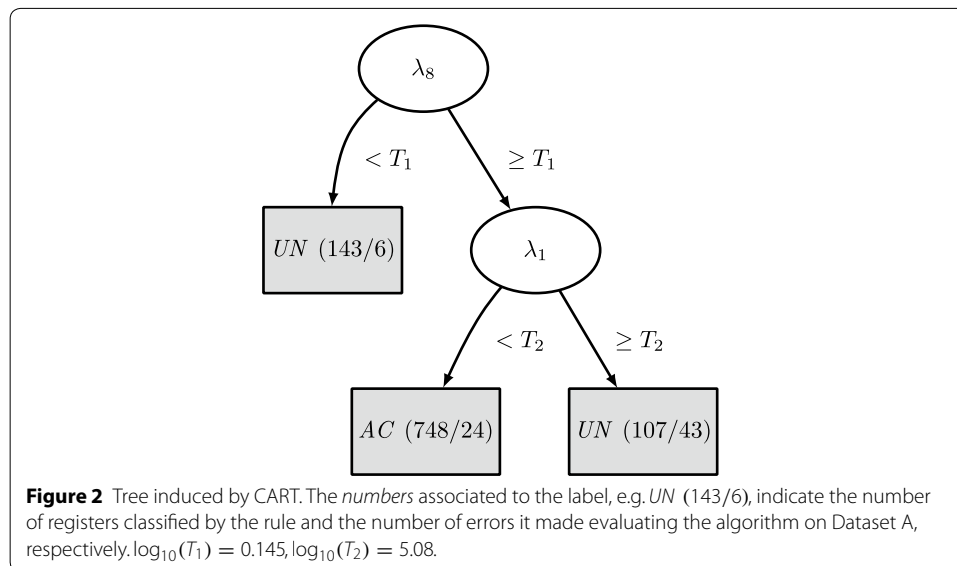 λ8
< T1
≥ T1
UN (143/6)
λ1
< T2
≥ T2
AC (748/24)
UN (107/43)
Figure 2 Tree induced by CART. The numbers associated to the label, e.g. UN (143/6), indicate the number
of registers classified by the rule and the number of errors it made evaluating the algorithm on Dataset A,
respectively. log10(T1) = 0.145, log10(T2) = 5.08.